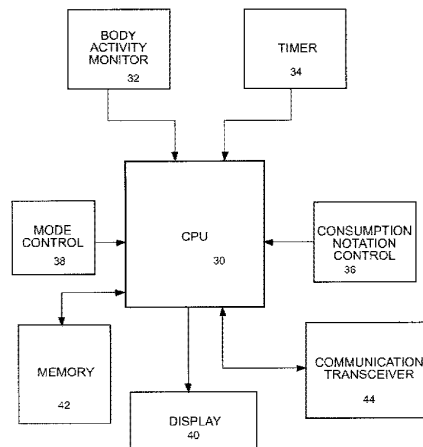 BODY
ACTIVITY
MONITOR
32
TIMER
34
MODE
CONTROL
38
CPU
30
CONSUMPTION
NOTATION
CONTROL
36
MEMORY
42
DISPLAY
40
COMMUNICATION
TRANSCEIVER
44